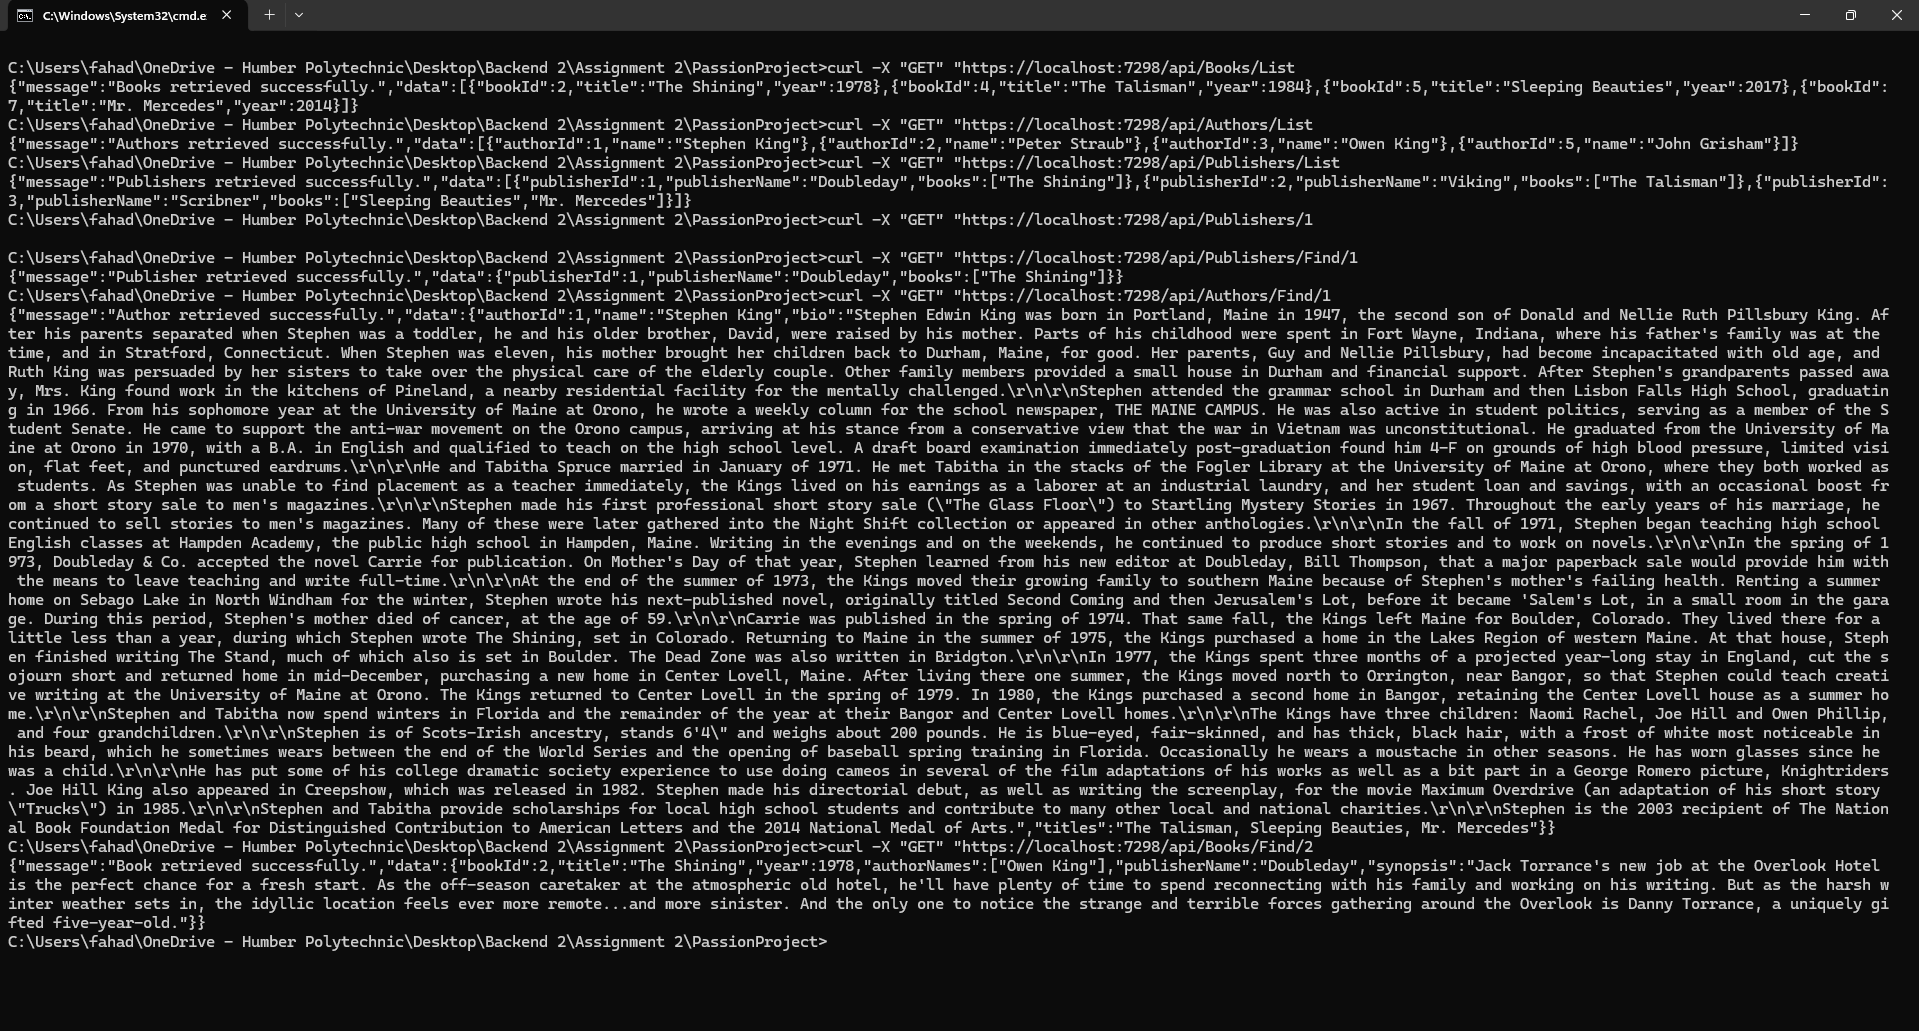 C:\Windows\System32\cmd.e
C:\Users\fahad\OneDrive - Humber Polytechnic\Desktop\Backend 2\Assignment 2\PassionProject>curl -X "GET" "https://localhost:7298/api/Books/List
{"message":"Books retrieved successfully.","data":[{"bookId":2,"title":"The Shining","year":1978},{"bookId":4,"title":"The Talisman","year":1984},{"bookId":5,"title":"Sleeping Beauties","year":2017},{"bookId":
7,"title":"Mr. Mercedes","year":2014}]}
C:\Users\fahad\OneDrive - Humber Polytechnic\Desktop\Backend 2\Assignment 2\PassionProject>curl -X "GET" "https://localhost:7298/api/Authors/List
{"message":"Authors retrieved successfully.","data":[{"authorId":1,"name":"Stephen King"},{"authorId":2,"name":"Peter Straub"},{"authorId":3,"name":"Owen King"},{"authorId":5,"name":"John Grisham"}]}
C:\Users\fahad\OneDrive - Humber Polytechnic\Desktop\Backend 2\Assignment 2\PassionProject>curl -X "GET" "https://localhost:7298/api/Publishers/List
{"message":"Publishers retrieved successfully.","data":[{"publisherId":1,"publisherName":"Doubleday","books":["The Shining"]},{"publisherId":2,"publisherName":"Viking","books":["The Talisman"]},{"publisherId":
3,"publisherName":"Scribner","books":["Sleeping Beauties","Mr. Mercedes"]}]}
C:\Users\fahad\OneDrive - Humber Polytechnic\Desktop\Backend 2\Assignment 2\PassionProject>curl -X "GET" "https://localhost:7298/api/Publishers/1
C:\Users\fahad\OneDrive - Humber Polytechnic\Desktop\Backend 2\Assignment 2\PassionProject>curl -X "GET" "https://localhost:7298/api/Publishers/Find/1
{"message":"Publisher retrieved successfully.","data":{"publisherId":1,"publisherName":"Doubleday","books":["The Shining"]}}
C:\Users\fahad\OneDrive - Humber Polytechnic\Desktop\Backend 2\Assignment 2\PassionProject>curl -X "GET" "https://localhost:7298/api/Authors/Find/1
{"message":"Author retrieved successfully.","data":{"authorId":1,"name":"Stephen King","bio":"Stephen Edwin King was born in Portland, Maine in 1947, the second son of Donald and Nellie Ruth Pillsbury King. Af
ter his parents separated when Stephen was a toddler, he and his older brother, David, were raised by his mother. Parts of his childhood were spent in Fort Wayne, Indiana, where his father's family was at the
time, and in Stratford, Connecticut. When Stephen was eleven, his mother brought her children back to Durham, Maine, for good. Her parents, Guy and Nellie Pillsbury, had become incapacitated with old age, and
Ruth King was persuaded by her sisters to take over the physical care of the elderly couple. Other family members provided a small house in Durham and financial support. After Stephen's grandparents passed awa
y, Mrs. King found work in the kitchens of Pineland, a nearby residential facility for the mentally challenged.\r\n\r\nStephen attended the grammar school in Durham and then Lisbon Falls High School, graduatin
g in 1966. From his sophomore year at the University of Maine at Orono, he wrote a weekly column for the school newspaper, THE MAINE CAMPUS. He was also active in student politics, serving as a member of the S
tudent Senate. He came to support the anti-war movement on the Orono campus, arriving at his stance from a conservative view that the war in Vietnam was unconstitutional. He graduated from the University of Ma
ine at Orono in 1970, with a B.A. in English and qualified to teach on the high school level. A draft board examination immediately post-graduation found him 4-F on grounds of high blood pressure, limited visi
on, flat feet, and punctured eardrums.\r\n\r\nHe and Tabitha Spruce married in January of 1971. He met Tabitha in the stacks of the Fogler Library at the University of Maine at Orono, where they both worked as
 students. As Stephen was unable to find placement as a teacher immediately, the Kings lived on his earnings as a laborer at an industrial laundry, and her student loan and savings, with an occasional boost fr
om a short story sale to men's magazines.\r\n\r\nStephen made his first professional short story sale (\"The Glass Floor\") to Startling Mystery Stories in 1967. Throughout the early years of his marriage, he
continued to sell stories to men's magazines. Many of these were later gathered into the Night Shift collection or appeared in other anthologies.\r\n\r\nIn the fall of 1971, Stephen began teaching high school
English classes at Hampden Academy, the public high school in Hampden, Maine. Writing in the evenings and on the weekends, he continued to produce short stories and to work on novels.\r\n\r\nIn the spring of 1
973, Doubleday & Co. accepted the novel Carrie for publication. On Mother's Day of that year, Stephen learned from his new editor at Doubleday, Bill Thompson, that a major paperback sale would provide him with
 the means to leave teaching and write full-time.\r\n\r\nAt the end of the summer of 1973, the Kings moved their growing family to southern Maine because of Stephen's mother's failing health. Renting a summer
home on Sebago Lake in North Windham for the winter, Stephen wrote his next-published novel, originally titled Second Coming and then Jerusalem's Lot, before it became 'Salem's Lot, in a small room in the gara
ge. During this period, Stephen's mother died of cancer, at the age of 59.\r\n\r\nCarrie was published in the spring of 1974. That same fall, the Kings left Maine for Boulder, Colorado. They lived there for a
little less than a year, during which Stephen wrote The Shining, set in Colorado. Returning to Maine in the summer of 1975, the Kings purchased a home in the Lakes Region of western Maine. At that house, Steph
en finished writing The Stand, much of which also is set in Boulder. The Dead Zone was also written in Bridgton.\r\n\r\nIn 1977, the Kings spent three months of a projected year-long stay in England, cut the s
ojourn short and returned home in mid-December, purchasing a new home in Center Lovell, Maine. After living there one summer, the Kings moved north to Orrington, near Bangor, so that Stephen could teach creati
ve writing at the University of Maine at Orono. The Kings returned to Center Lovell in the spring of 1979. In 1980, the Kings purchased a second home in Bangor, retaining the Center Lovell house as a summer ho
me.\r\n\r\nStephen and Tabitha now spend winters in Florida and the remainder of the year at their Bangor and Center Lovell homes.\r\n\r\nThe Kings have three children: Naomi Rachel, Joe Hill and Owen Phillip,
 and four grandchildren.\r\n\r\nStephen is of Scots-Irish ancestry, stands 6'4\" and weighs about 200 pounds. He is blue-eyed, fair-skinned, and has thick, black hair, with a frost of white most noticeable in
his beard, which he sometimes wears between the end of the World Series and the opening of baseball spring training in Florida. Occasionally he wears a moustache in other seasons. He has worn glasses since he
was a child.\r\n\r\nHe has put some of his college dramatic society experience to use doing cameos in several of the film adaptations of his works as well as a bit part in a George Romero picture, Knightriders
. Joe Hill King also appeared in Creepshow, which was released in 1982. Stephen made his directorial debut, as well as writing the screenplay, for the movie Maximum Overdrive (an adaptation of his short story
\"Trucks\") in 1985.\r\n\r\nStephen and Tabitha provide scholarships for local high school students and contribute to many other local and national charities.\r\n\r\nStephen is the 2003 recipient of The Nation
al Book Foundation Medal for Distinguished Contribution to American Letters and the 2014 National Medal of Arts.","titles":"The Talisman, Sleeping Beauties, Mr. Mercedes"}}
C:\Users\fahad\OneDrive - Humber Polytechnic\Desktop\Backend 2\Assignment 2\PassionProject>curl -X "GET" "https://localhost:7298/api/Books/Find/2
{"message":"Book retrieved successfully.","data":{"bookId":2,"title":"The Shining","year":1978,"authorNames":["Owen King"],"publisherName":"Doubleday","synopsis":"Jack Torrance's new job at the Overlook Hotel
is the perfect chance for a fresh start. As the off-season caretaker at the atmospheric old hotel, he'll have plenty of time to spend reconnecting with his family and working on his writing. But as the harsh w
inter weather sets in, the idyllic location feels ever more remote...and more sinister. And the only one to notice the strange and terrible forces gathering around the Overlook is Danny Torrance, a uniquely gi
fted five-year-old."}}
C:\Users\fahad\OneDrive - Humber Polytechnic\Desktop\Backend 2\Assignment 2\PassionProject>